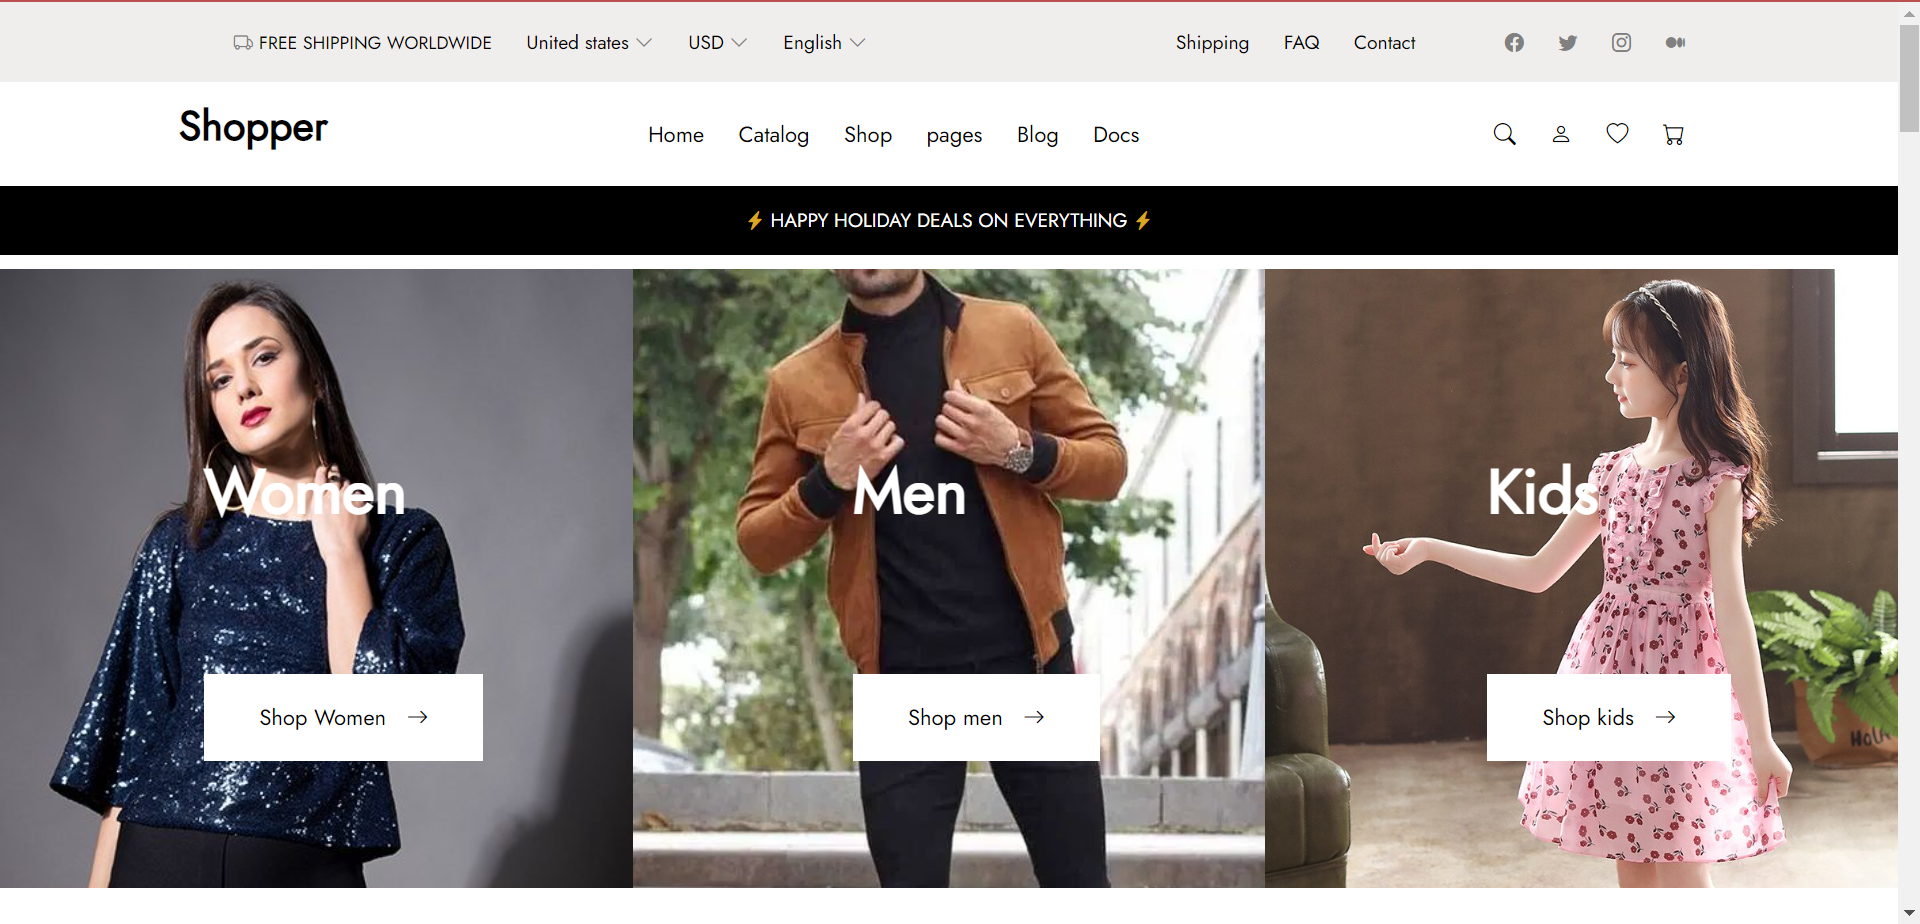 FREE SHIPPING WORLDWIDE United states USD English Shipping FAQ Contact
Shopper Home Catalog Shop pages Blog Docs
⚡ HAPPY HOLIDAY DEALS ON EVERYTHING ⚡
Women Men Kids
Shop Women → Shop men → Shop kids →